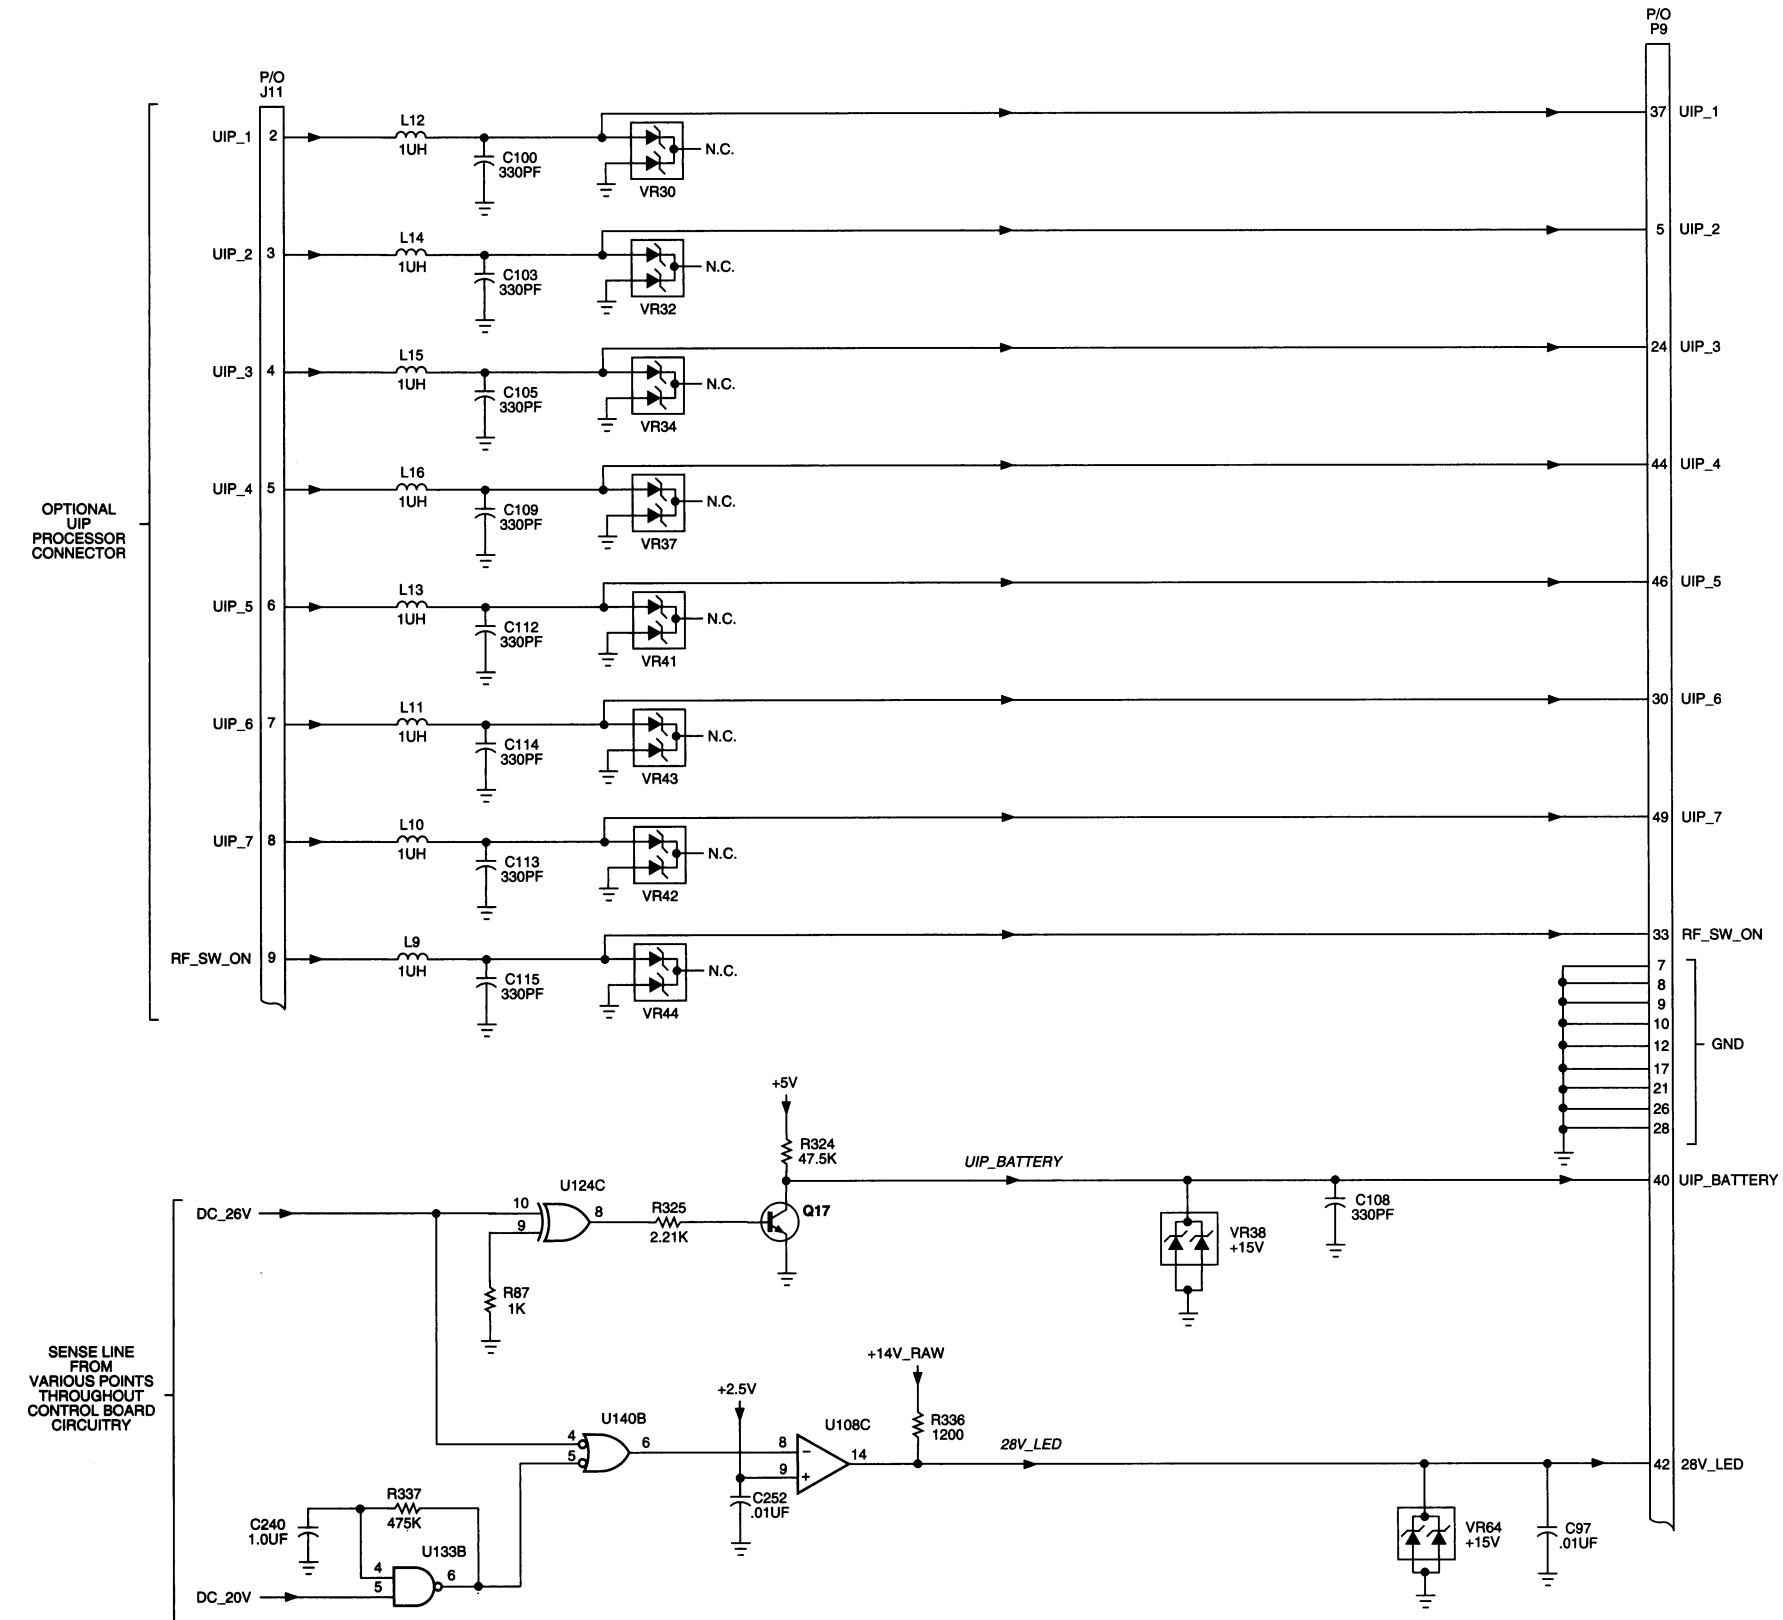 P/O
P9
P/O
J11
UIP_1 2
L12
1UH
C100
330PF
N.C.
VR30
37 UIP_1
UIP_2 3
L14
1UH
C103
330PF
N.C.
VR32
5 UIP_2
UIP_3 4
L15
1UH
C105
330PF
N.C.
VR34
24 UIP_3
UIP_4 5
L16
1UH
C109
330PF
N.C.
VR37
44 UIP_4
OPTIONAL
UIP
PROCESSOR
CONNECTOR
UIP_5 6
L13
1UH
C112
330PF
N.C.
VR41
46 UIP_5
UIP_6 7
L11
1UH
C114
330PF
N.C.
VR43
30 UIP_6
UIP_7 8
L10
1UH
C113
330PF
N.C.
VR42
49 UIP_7
RF_SW_ON 9
L9
1UH
C115
330PF
N.C.
VR44
33 RF_SW_ON
7
8
9
10
12
17
21
26
28
GND
+5V
R324
47.5K
UIP_BATTERY
40 UIP_BATTERY
DC_26V
10
9
U124C
8
R325
2.21K
Q17
R87
1K
VR38
+15V
C108
330PF
SENSE LINE
FROM
VARIOUS POINTS
THROUGHOUT
CONTROL BOARD
CIRCUITRY
+14V_RAW
R336
1200
+2.5V
U140B
4
5
6
8
9
U108C
−
+
14
28V_LED
42 28V_LED
C252
.01UF
VR64
+15V
C97
.01UF
R337
475K
C240
1.0UF
U133B
4
5
6
DC_20V